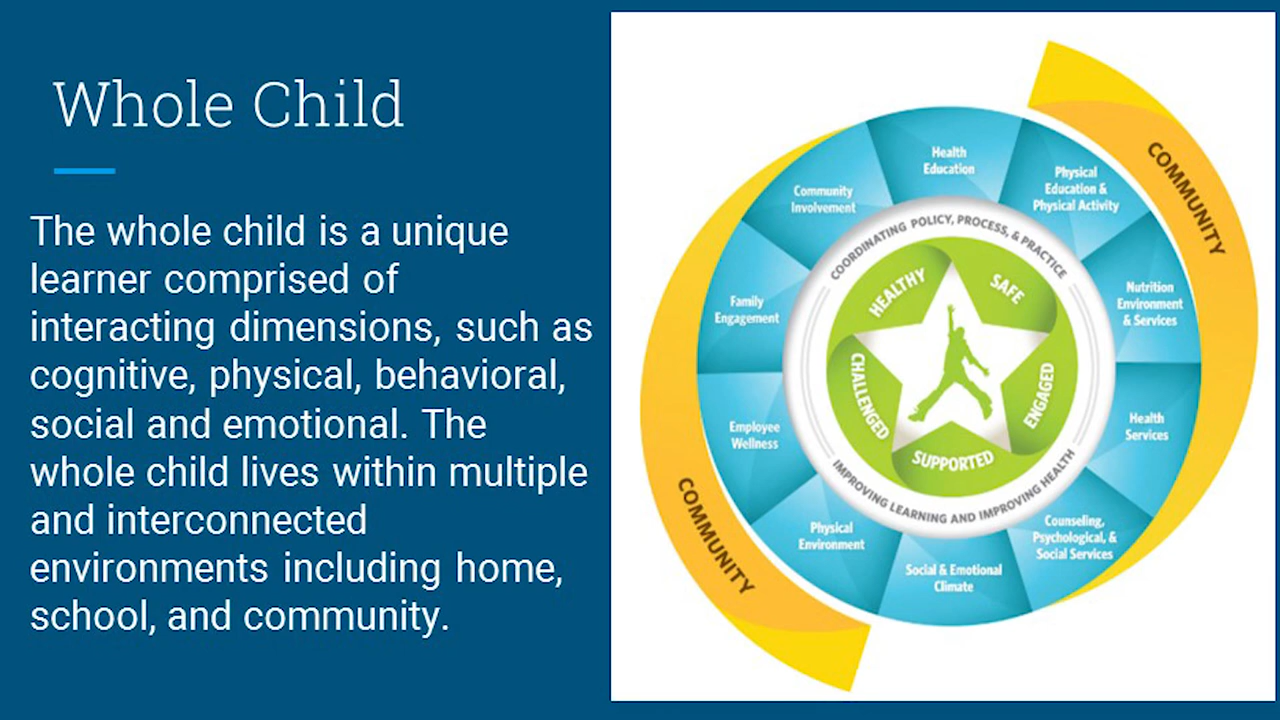 Whole Child
The whole child is a unique
learner comprised of
interacting dimensions, such as
cognitive, physical, behavioral,
social and emotional. The
whole child lives within multiple
and interconnected
environments including home,
school, and community.
COMMUNITY
Health
Education
Physical
Education &
Physical Activity
Nutrition
Environment
& Services
Health
Services
Counseling,
Psychological, &
Social Services
Social & Emotional
Climate
Physical
Environment
Employee
Wellness
Family
Engagement
Community
Involvement
COORDINATING POLICY, PROCESS, & PRACTICE
IMPROVING LEARNING AND IMPROVING HEALTH
HEALTHY
SAFE
ENGAGED
SUPPORTED
CHALLENGED
COMMUNITY